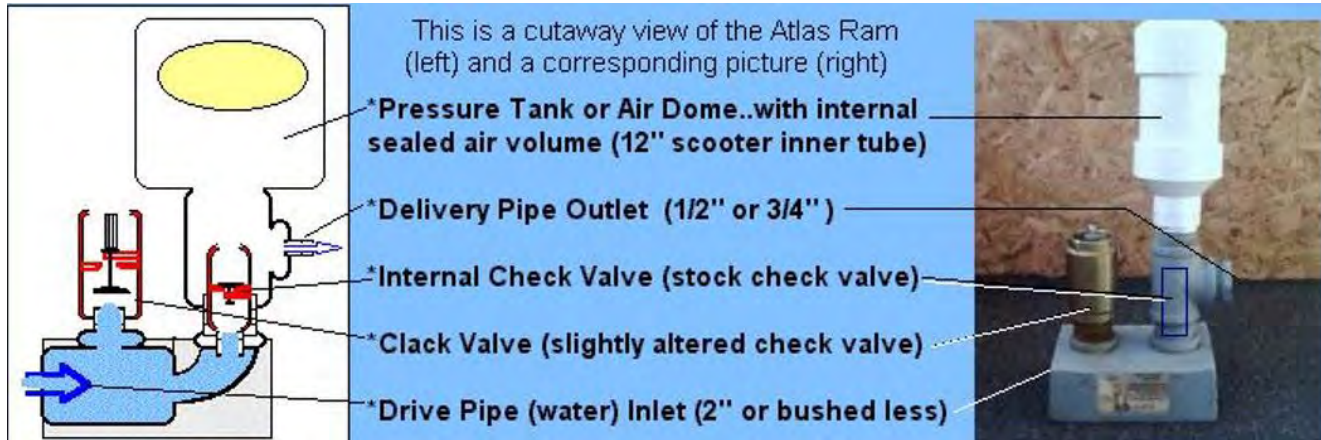 This is a cutaway view of the Atlas Ram
(left) and a corresponding picture (right)
*Pressure Tank or Air Dome..with internal
sealed air volume (12" scooter inner tube)
*Delivery Pipe Outlet (1/2" or 3/4" )
*Internal Check Valve (stock check valve)
*Clack Valve (slightly altered check valve)
*Drive Pipe (water) Inlet (2" or bushed less)